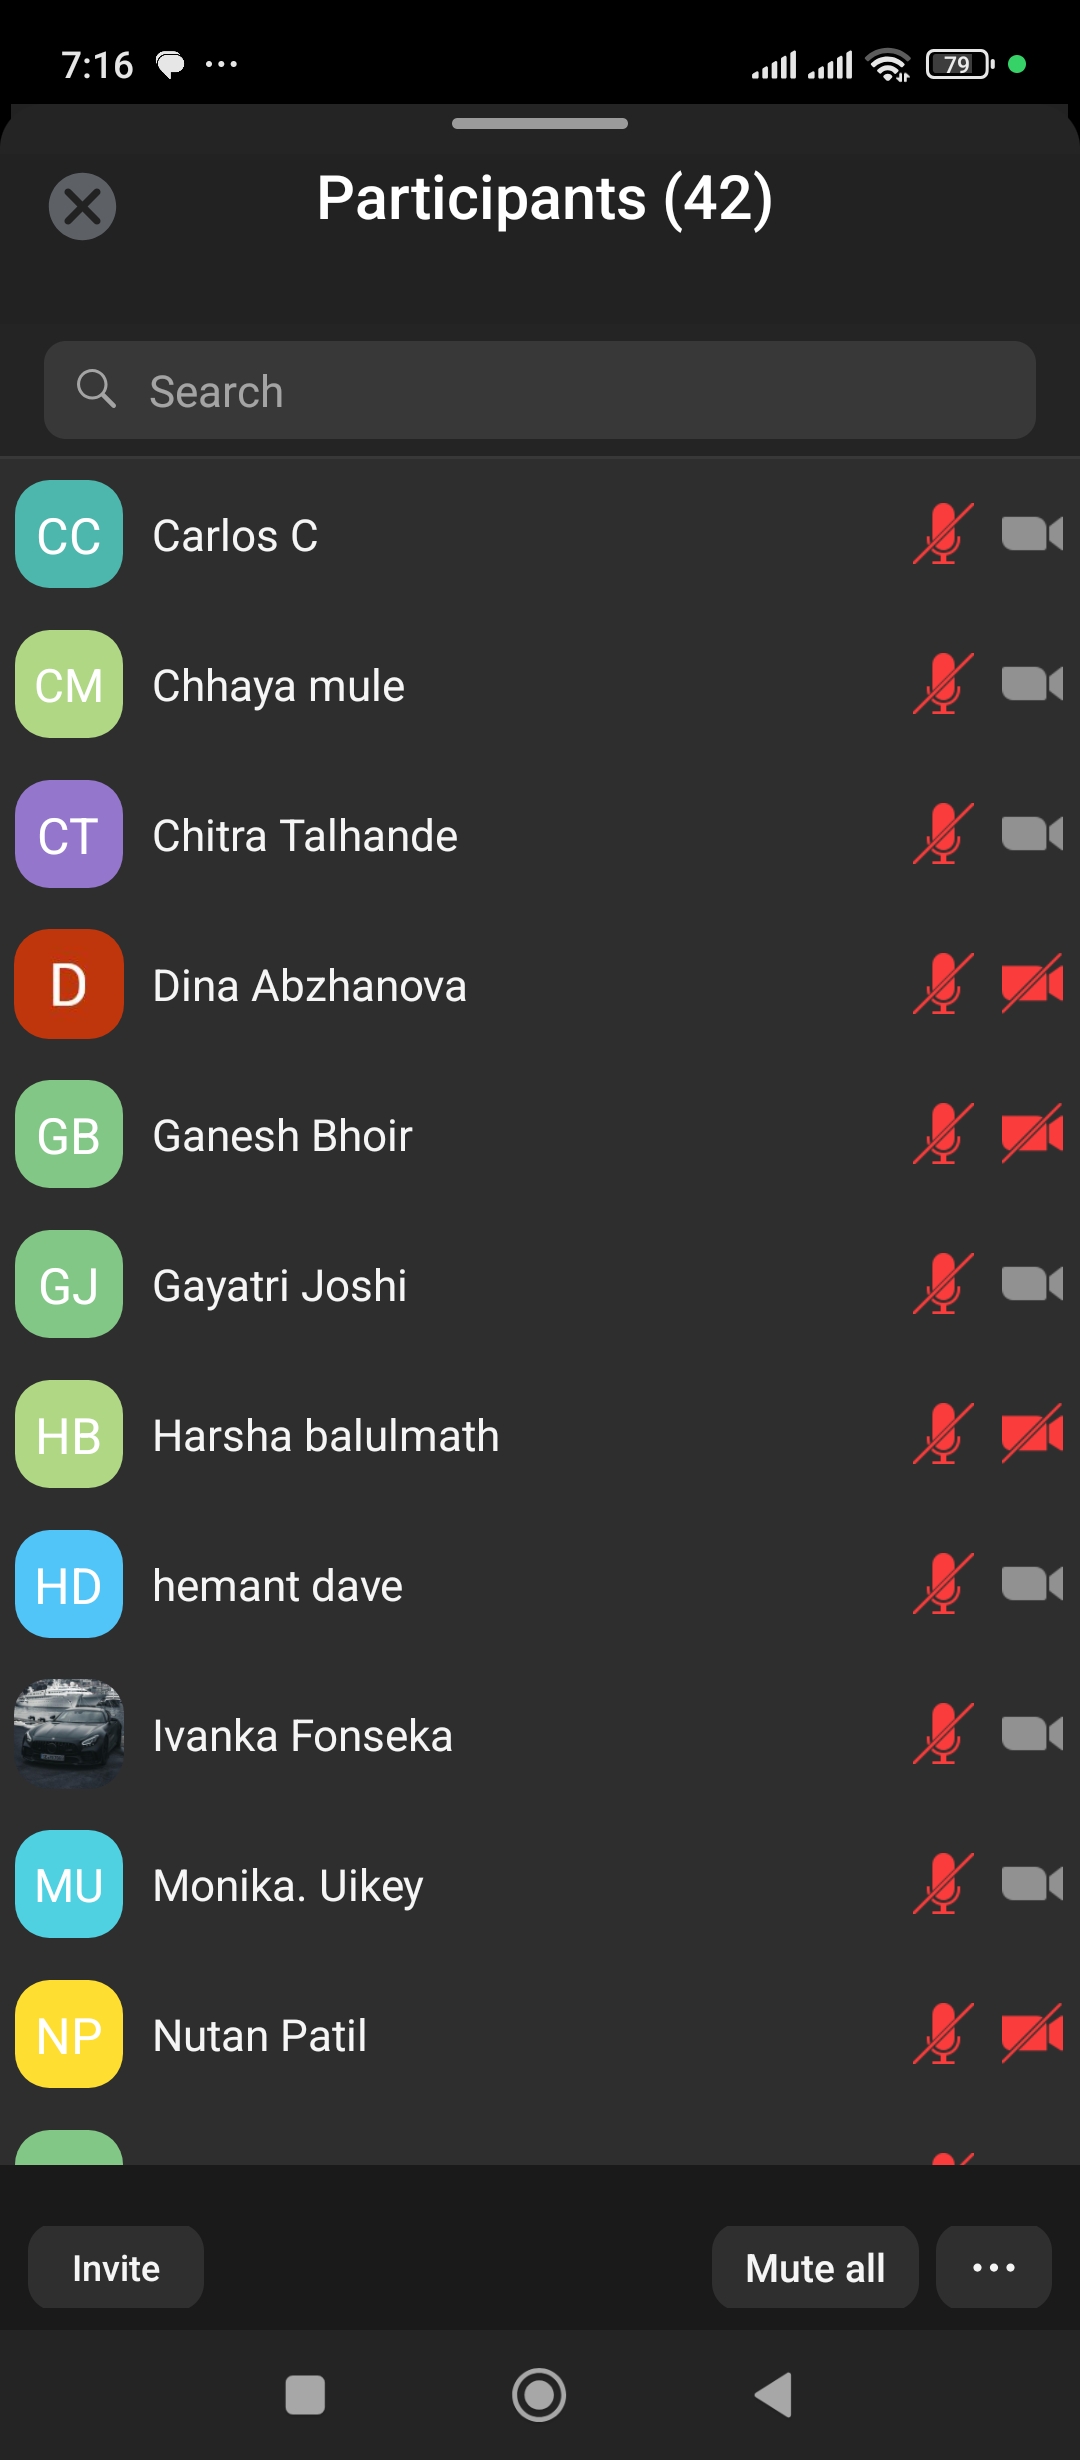 7:16 ... 79
Participants (42)
Search
CC Carlos C
CM Chhaya mule
CT Chitra Talhande
D Dina Abzhanova
GB Ganesh Bhoir
GJ Gayatri Joshi
HB Harsha balulmath
HD hemant dave
Ivanka Fonseka
MU Monika. Uikey
NP Nutan Patil
Invite Mute all ...